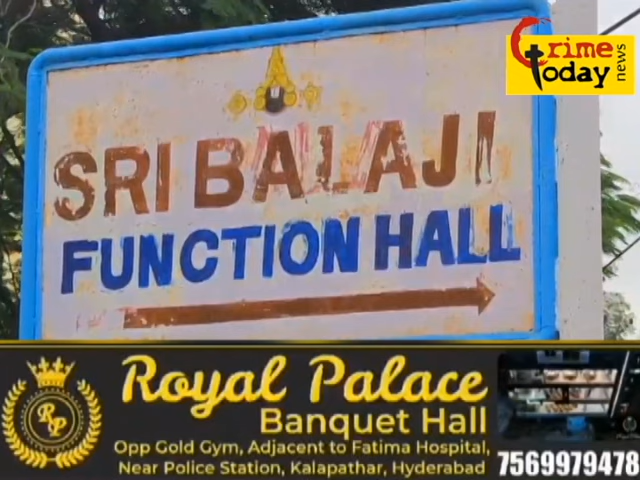 Crime
Today
news
SRI BALAJI
FUNCTION HALL
RP
Royal Palace
Banquet Hall
Opp Gold Gym, Adjacent to Fatima Hospital,
Near Police Station, Kalapathar, Hyderabad
7569979478